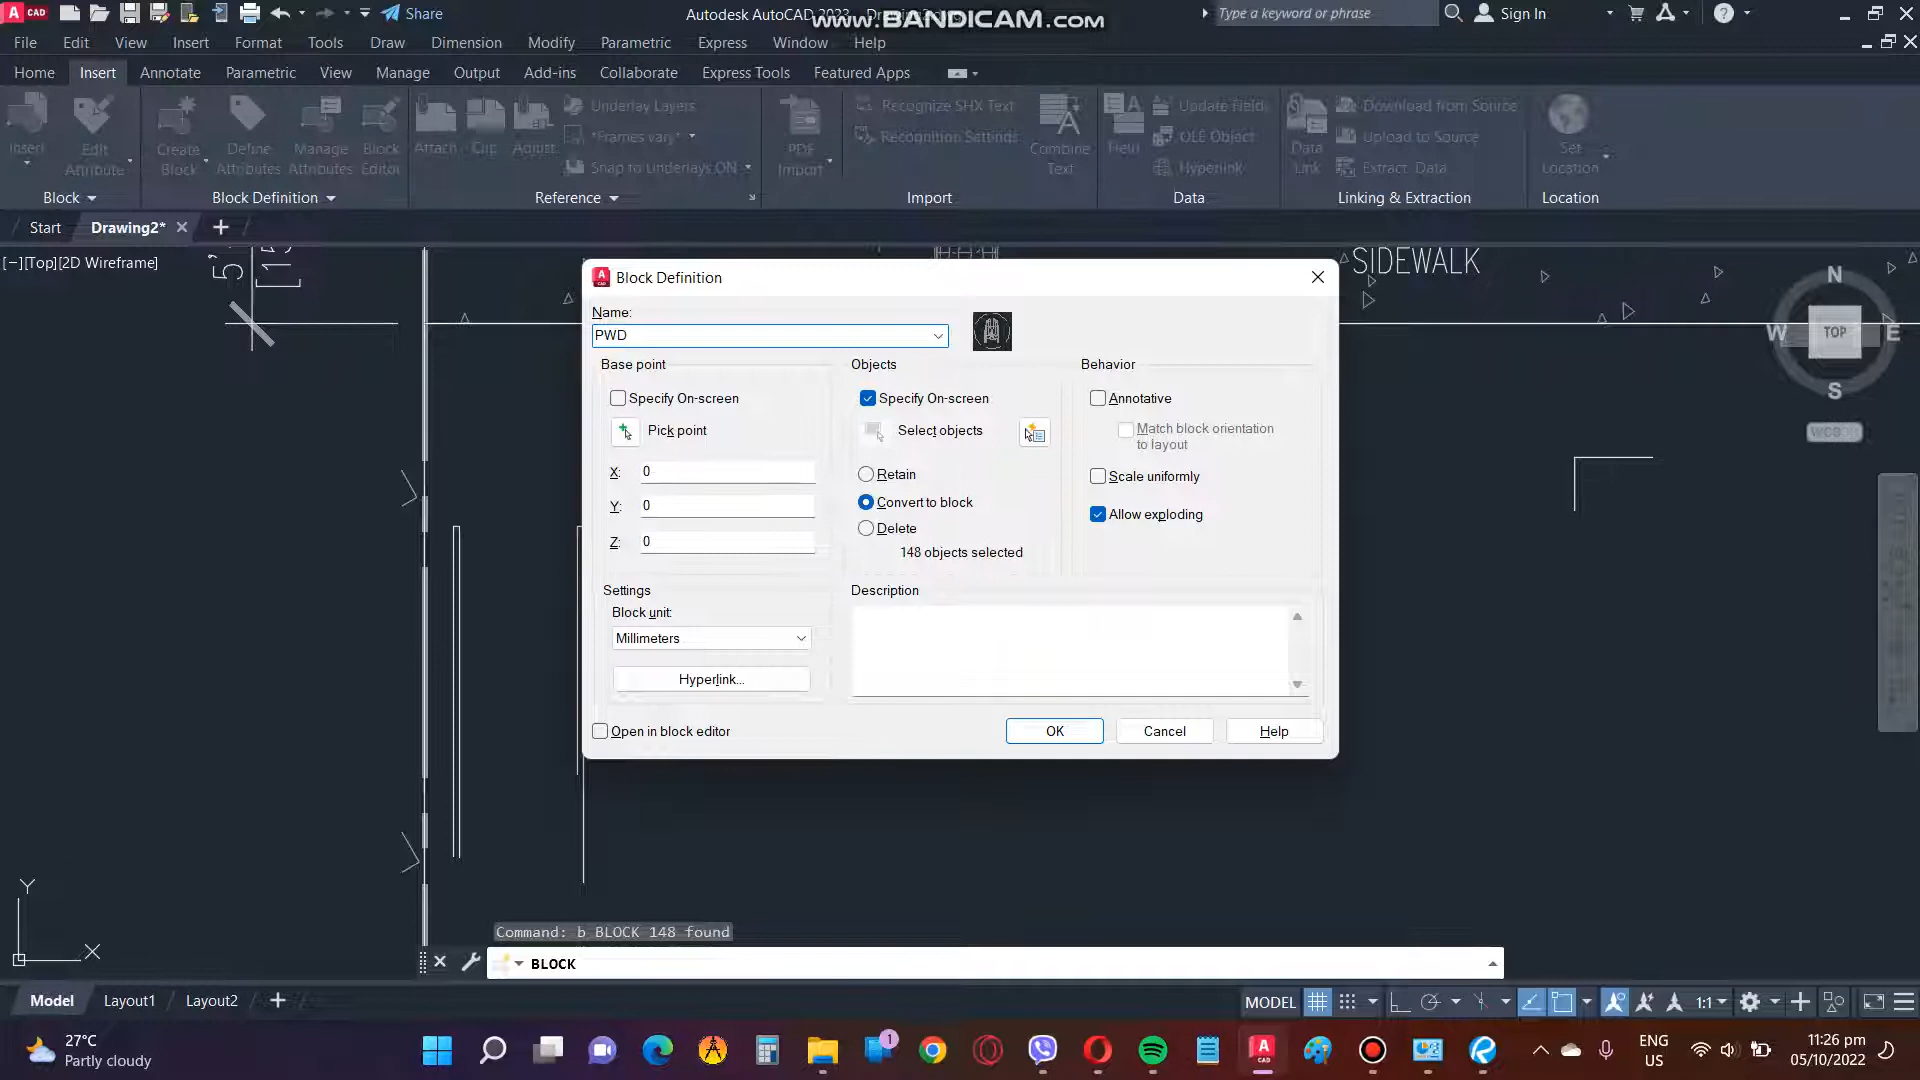 CAD
Share
Autodesk AutoCAD 2023
www.BANDICAM.com
Type a keyword or phrase
Sign In
File Edit View Insert Format Tools Draw Dimension Modify Parametric Express Window Help
Home Insert Annotate Parametric View Manage Output Add-ins Collaborate Express Tools Featured Apps
Insert
Edit
Attribute
Create
Block
Define
Attributes
Manage
Attributes
Block
Editor
Attach
Clip
Adjust
Underlay Layers
*Frames vary*
Snap to Underlays ON
PDF
Import
Recognize SHX Text
Recognition Settings
Combine
Text
Field
Update Field
OLE Object
Hyperlink
Data
Link
Download from Source
Upload to Source
Extract Data
Set
Location
Block Block Definition Reference Import Data Linking & Extraction Location
Start Drawing2*
[−][Top][2D Wireframe]
SIDEWALK
N
W TOP E
S
WCS
Block Definition
Name:
PWD
Base point
Specify On-screen
Pick point
X: 0
Y: 0
Z: 0
Objects
Specify On-screen
Select objects
Retain
Convert to block
Delete
148 objects selected
Behavior
Annotative
Match block orientation
to layout
Scale uniformly
Allow exploding
Settings
Block unit:
Millimeters
Hyperlink...
Description
Open in block editor
OK Cancel Help
Y
X
Command: b BLOCK 148 found
BLOCK
Model Layout1 Layout2
MODEL
1:1
27°C
Partly cloudy
1
ENG
US
11:26 pm
05/10/2022